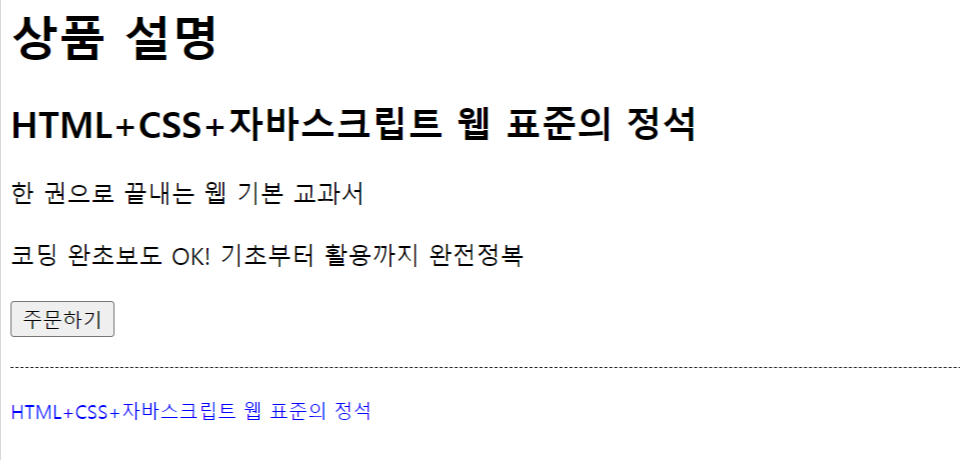 상품 설명
HTML+CSS+자바스크립트 웹 표준의 정석
한 권으로 끝내는 웹 기본 교과서
코딩 완초보도 OK! 기초부터 활용까지 완전정복
주문하기
HTML+CSS+자바스크립트 웹 표준의 정석